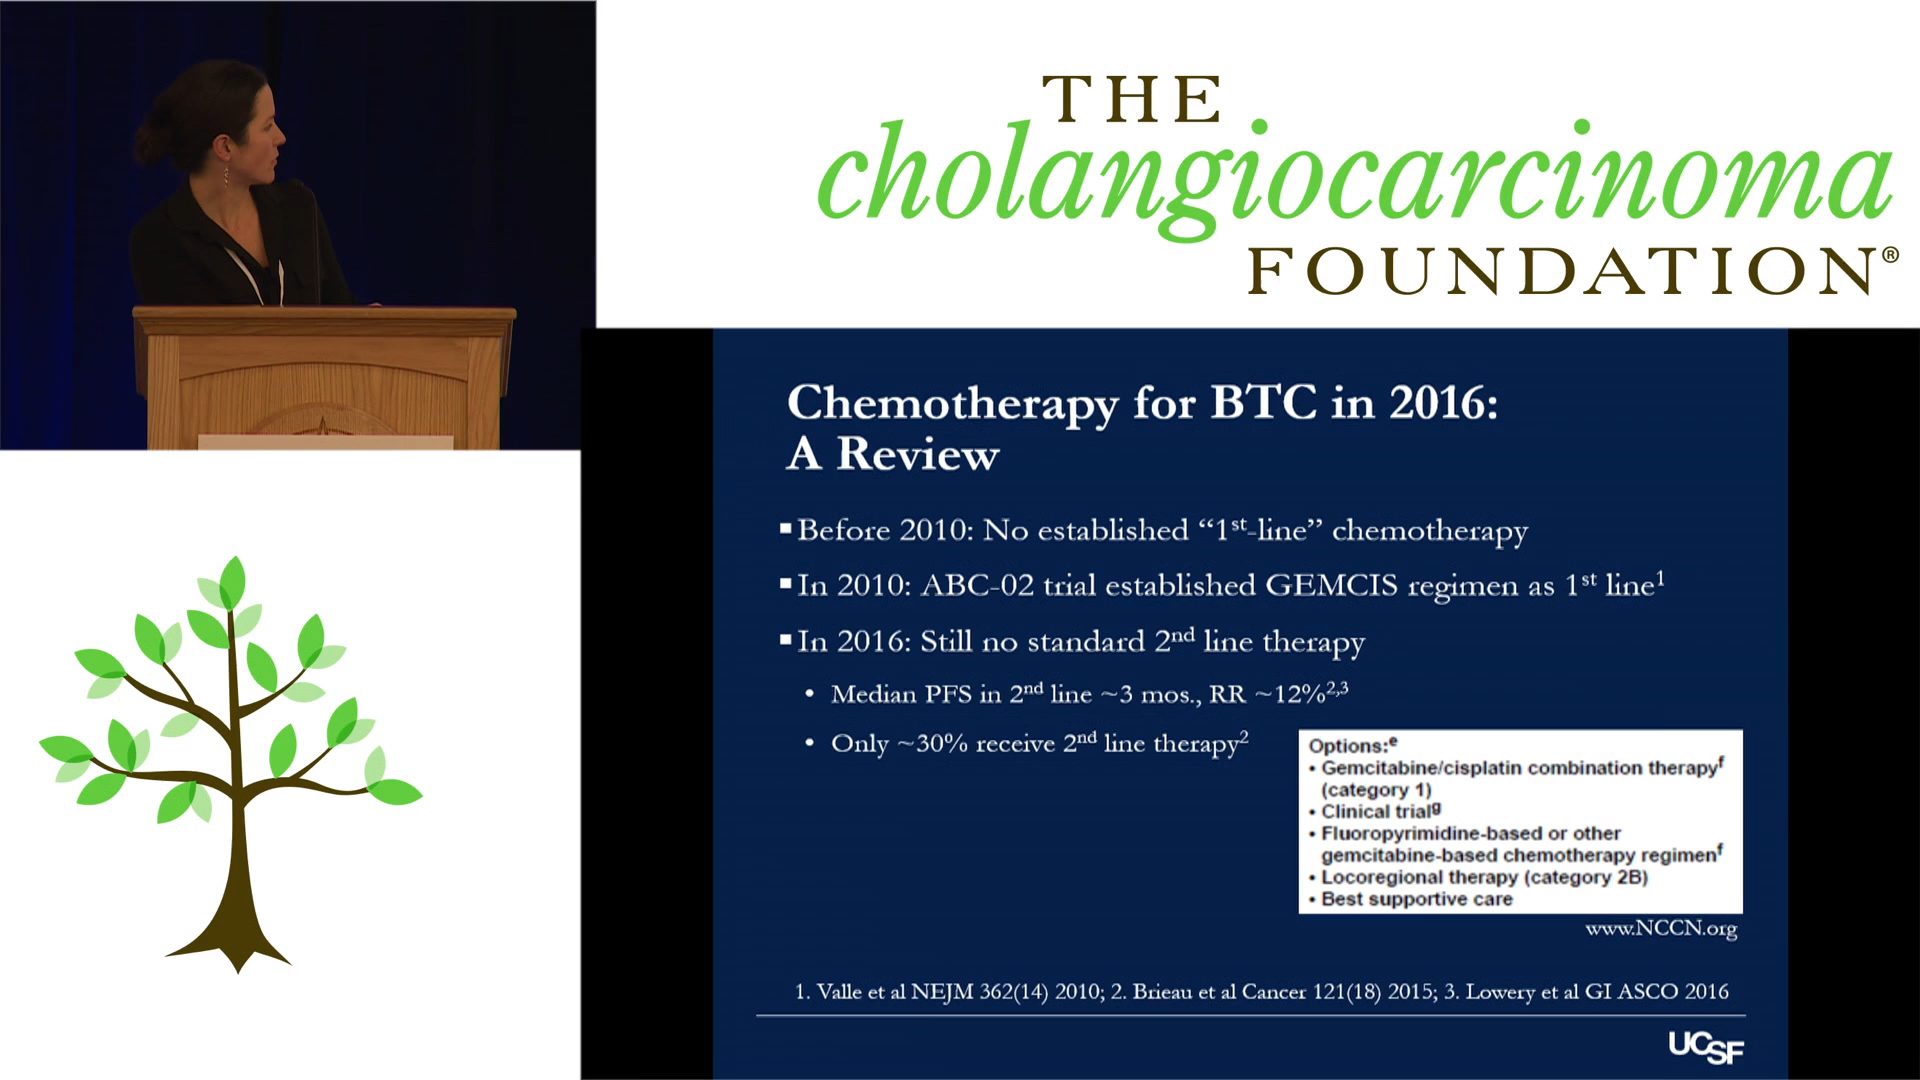 THE
cholangiocarcinoma
FOUNDATION®
Chemotherapy for BTC in 2016:
A Review
▪ Before 2010: No established “1st-line” chemotherapy
▪ In 2010: ABC-02 trial established GEMCIS regimen as 1st line1
▪ In 2016: Still no standard 2nd line therapy
• Median PFS in 2nd line ~3 mos., RR ~12%2,3
• Only ~30% receive 2nd line therapy2
Options:e
• Gemcitabine/cisplatin combination therapyf
(category 1)
• Clinical trialg
• Fluoropyrimidine-based or other
gemcitabine-based chemotherapy regimenf
• Locoregional therapy (category 2B)
• Best supportive care
www.NCCN.org
1. Valle et al NEJM 362(14) 2010; 2. Brieau et al Cancer 121(18) 2015; 3. Lowery et al GI ASCO 2016
UCSF